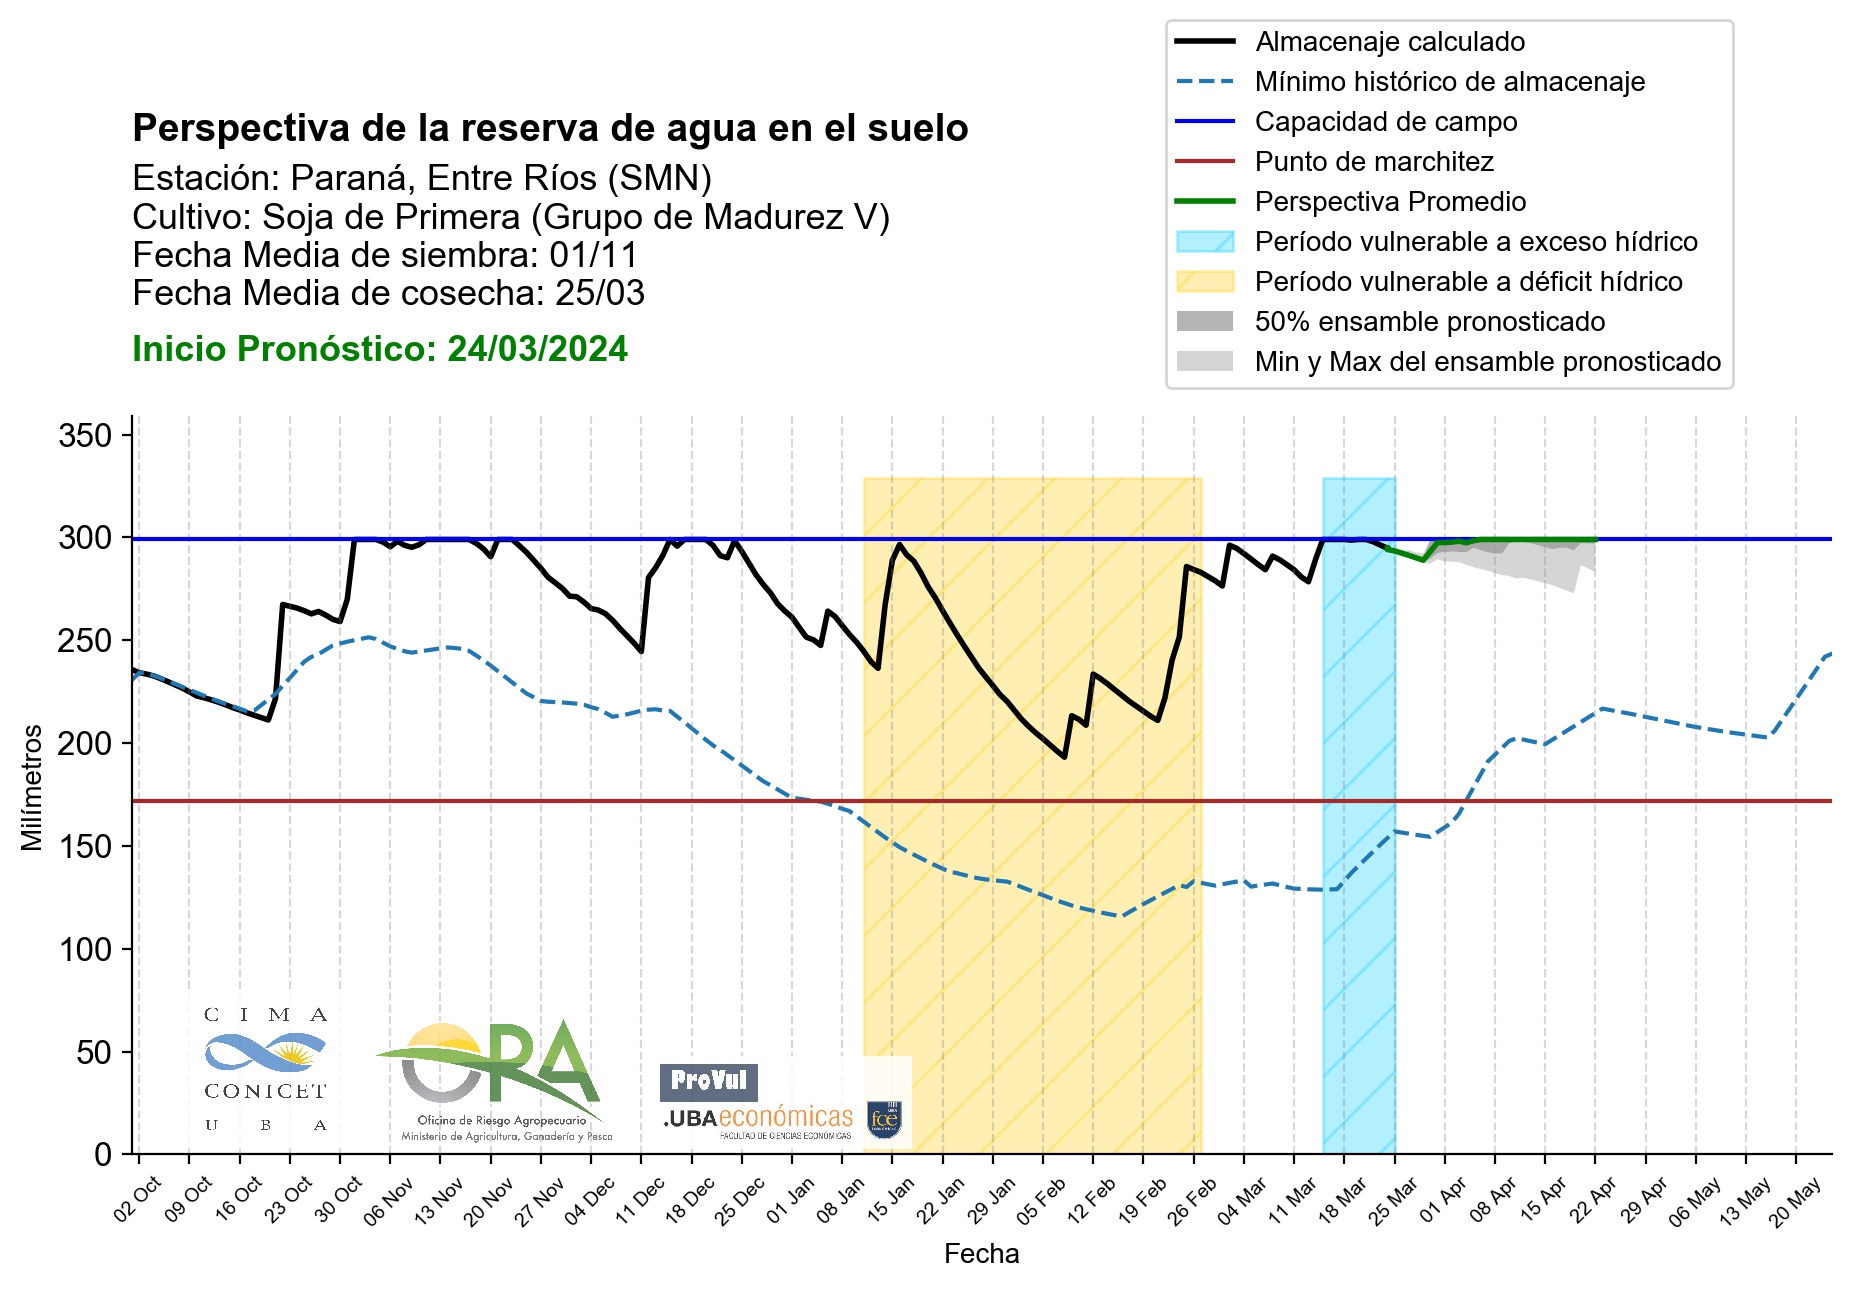 Almacenaje calculado
Mínimo histórico de almacenaje
Capacidad de campo
Punto de marchitez
Perspectiva Promedio
Período vulnerable a exceso hídrico
Período vulnerable a déficit hídrico
50% ensamble pronosticado
Min y Max del ensamble pronosticado
Perspectiva de la reserva de agua en el suelo
Estación: Paraná, Entre Ríos (SMN)
Cultivo: Soja de Primera (Grupo de Madurez V)
Fecha Media de siembra: 01/11
Fecha Media de cosecha: 25/03
Inicio Pronóstico: 24/03/2024
350
300
250
200
150
100
50
0
Milímetros
CIMA
CONICET
UBA
ORA
Oficina de Riesgo Agropecuario
Ministerio de Agricultura, Ganadería y Pesca
ProVul
.UBAeconómicas
FACULTAD DE CIENCIAS ECONÓMICAS
UBA
fce
ECONÓMICAS
02 Oct
09 Oct
16 Oct
23 Oct
30 Oct
06 Nov
13 Nov
20 Nov
27 Nov
04 Dec
11 Dec
18 Dec
25 Dec
01 Jan
08 Jan
15 Jan
22 Jan
29 Jan
05 Feb
12 Feb
19 Feb
26 Feb
04 Mar
11 Mar
18 Mar
25 Mar
01 Apr
08 Apr
15 Apr
22 Apr
29 Apr
06 May
13 May
20 May
Fecha